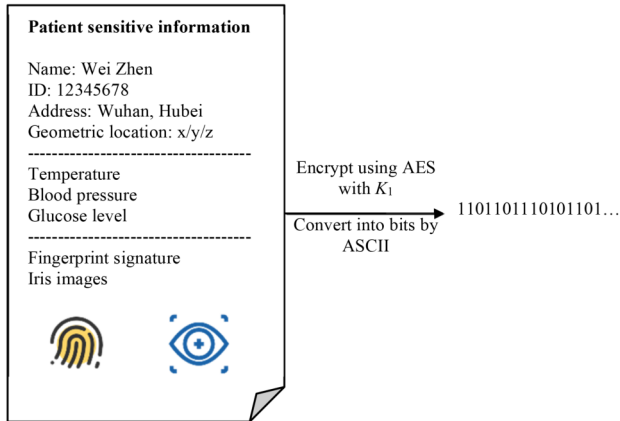 Patient sensitive information
Name: Wei Zhen
ID: 12345678
Address: Wuhan, Hubei
Geometric location: x/y/z
------------------------------------
Temperature
Blood pressure
Glucose level
------------------------------------
Fingerprint signature
Iris images
Encrypt using AES
with K1
Convert into bits by
ASCII
1101101110101101…